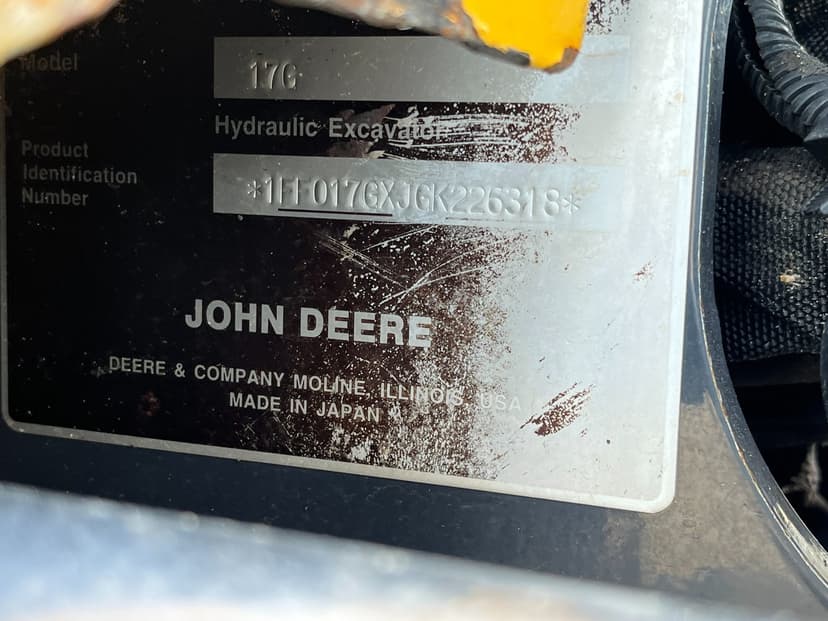 Model
17G
Hydraulic Excavator
Product
Identification
Number
*1FF017GXJGK226318*
JOHN DEERE
DEERE & COMPANY MOLINE, ILLINOIS, USA
MADE IN JAPAN